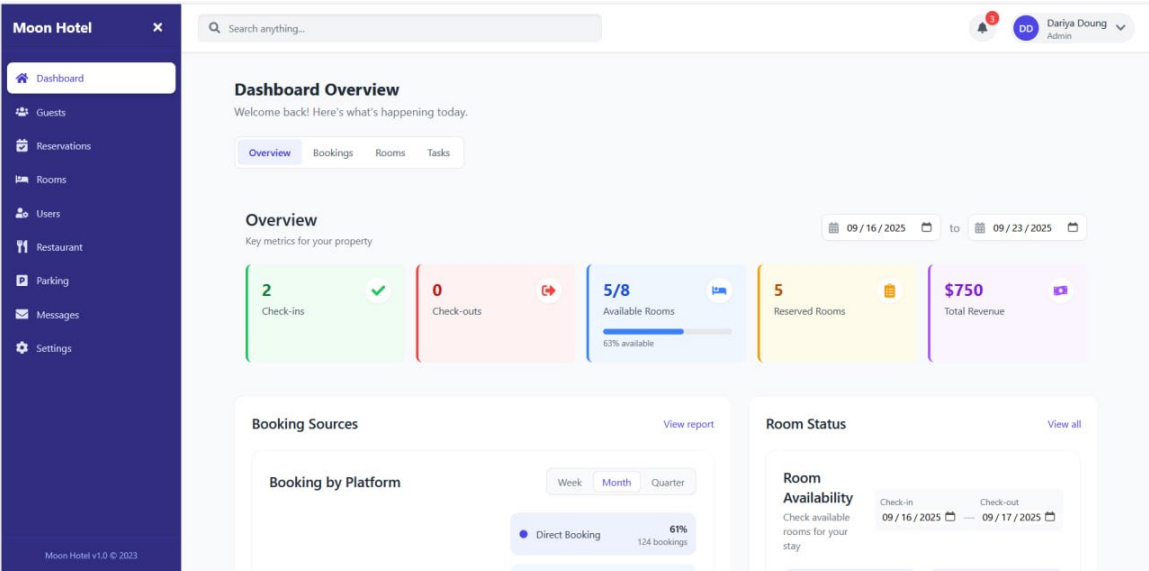 Moon Hotel
Search anything...
3
DD
Dariya Doung
Admin
Dashboard
Guests
Reservations
Rooms
Users
Restaurant
Parking
Messages
Settings
Moon Hotel v1.0 © 2023
Dashboard Overview
Welcome back! Here's what's happening today.
Overview Bookings Rooms Tasks
Overview
Key metrics for your property
09/16/2025 to 09/23/2025
2
Check-ins
0
Check-outs
5/8
Available Rooms
63% available
5
Reserved Rooms
$750
Total Revenue
Booking Sources
View report
Booking by Platform
Week Month Quarter
Direct Booking
61%
124 bookings
Room Status
View all
Room
Availability
Check available
rooms for your
stay
Check-in Check-out
09/16/2025 — 09/17/2025